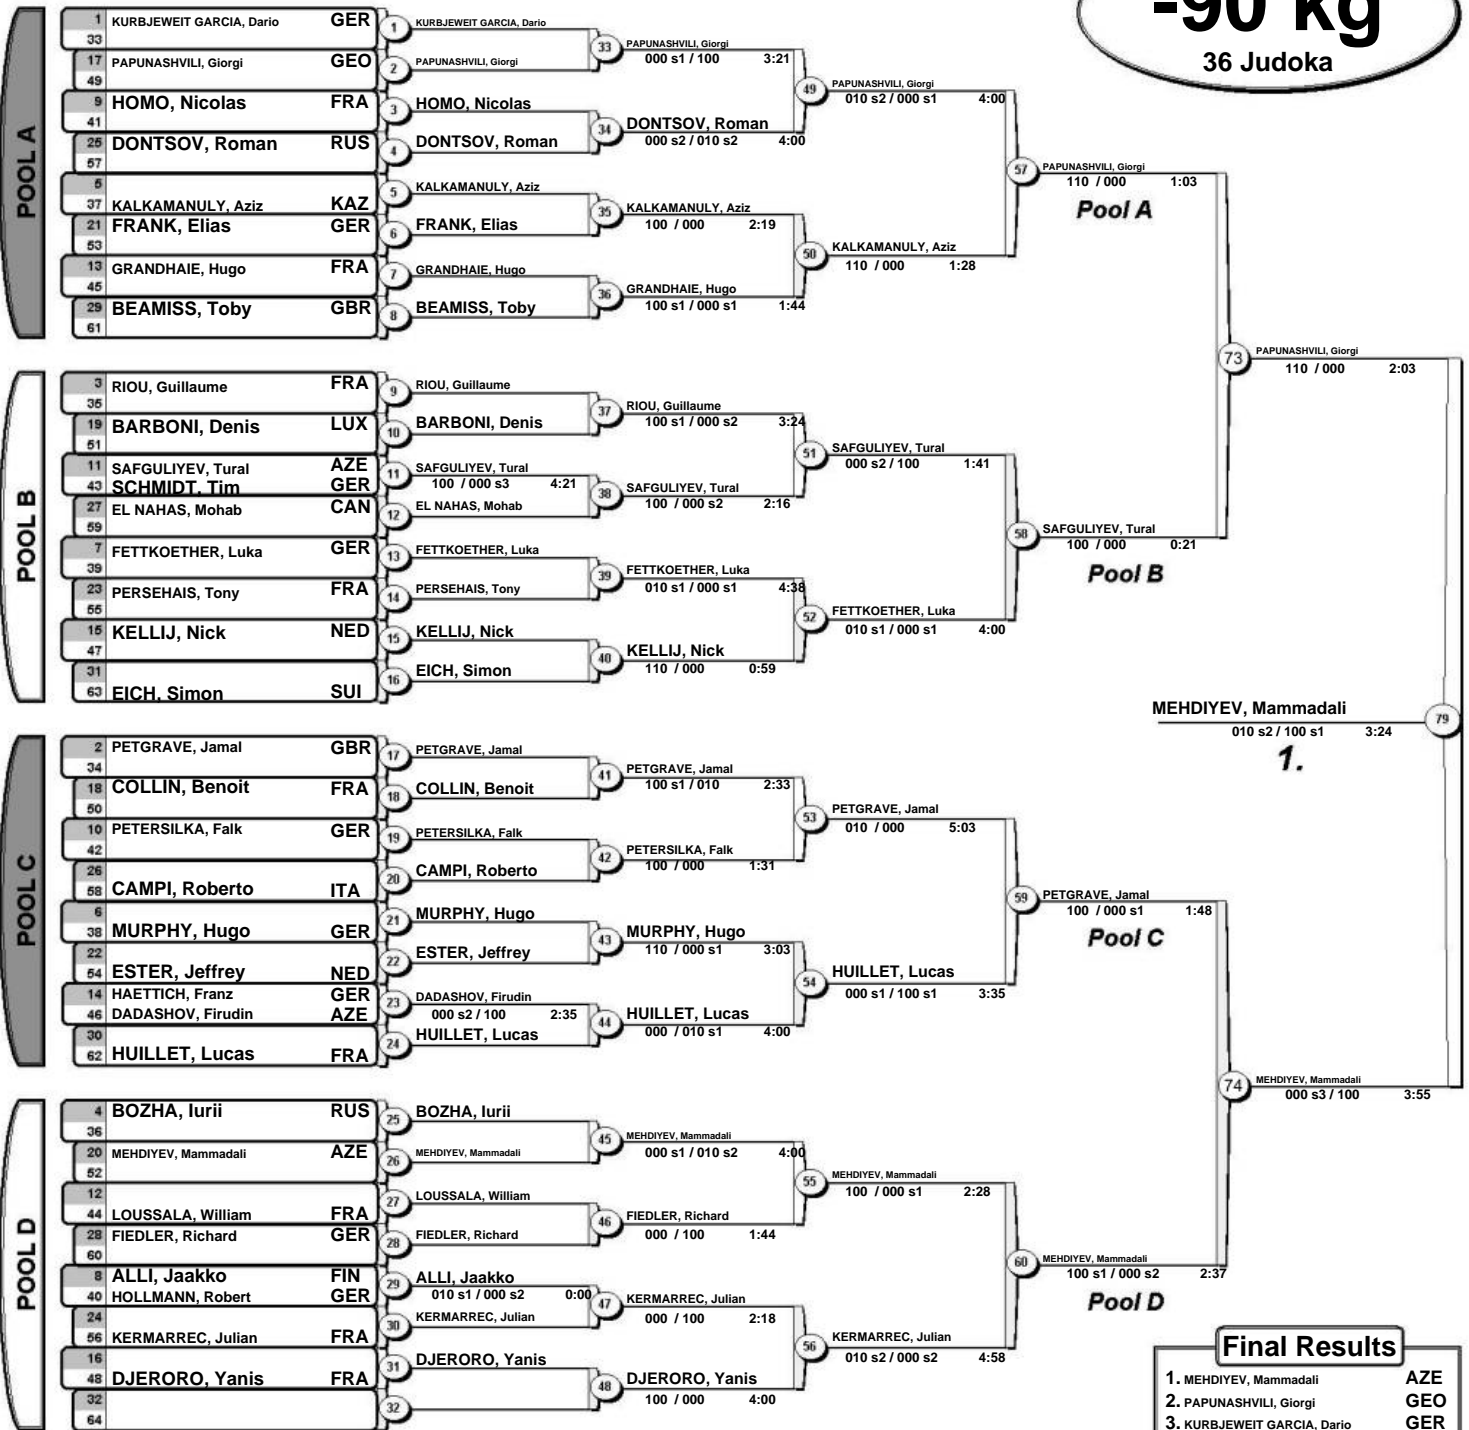 -90 kg
36 Judoka
POOL A
1 KURBJEWEIT GARCIA, Dario GER
33
17 PAPUNASHVILI, Giorgi GEO
49
9 HOMO, Nicolas FRA
41
25 DONTSOV, Roman RUS
57
5
37 KALKAMANULY, Aziz KAZ
21 FRANK, Elias GER
53
13 GRANDHAIE, Hugo FRA
45
29 BEAMISS, Toby GBR
61
1 KURBJEWEIT GARCIA, Dario
2 PAPUNASHVILI, Giorgi
3 HOMO, Nicolas
4 DONTSOV, Roman
5 KALKAMANULY, Aziz
6 FRANK, Elias
7 GRANDHAIE, Hugo
8 BEAMISS, Toby
33 PAPUNASHVILI, Giorgi
000 s1 / 100 3:21
34 DONTSOV, Roman
000 s2 / 010 s2 4:00
35 KALKAMANULY, Aziz
100 / 000 2:19
36 GRANDHAIE, Hugo
100 s1 / 000 s1 1:44
49 PAPUNASHVILI, Giorgi
010 s2 / 000 s1 4:00
50 KALKAMANULY, Aziz
110 / 000 1:28
57 PAPUNASHVILI, Giorgi
110 / 000 1:03
Pool A
POOL B
3 RIOU, Guillaume FRA
35
19 BARBONI, Denis LUX
51
11 SAFGULIYEV, Tural AZE
43 SCHMIDT, Tim GER
27 EL NAHAS, Mohab CAN
59
7 FETTKOETHER, Luka GER
39
23 PERSEHAIS, Tony FRA
55
15 KELLIJ, Nick NED
47
31
63 EICH, Simon SUI
9 RIOU, Guillaume
10 BARBONI, Denis
11 SAFGULIYEV, Tural
100 / 000 s3 4:21
12 EL NAHAS, Mohab
13 FETTKOETHER, Luka
14 PERSEHAIS, Tony
15 KELLIJ, Nick
16 EICH, Simon
37 RIOU, Guillaume
100 s1 / 000 s2 3:24
38 SAFGULIYEV, Tural
100 / 000 s2 2:16
39 FETTKOETHER, Luka
010 s1 / 000 s1 4:38
40 KELLIJ, Nick
110 / 000 0:59
51 SAFGULIYEV, Tural
000 s2 / 100 1:41
52 FETTKOETHER, Luka
010 s1 / 000 s1 4:00
58 SAFGULIYEV, Tural
100 / 000 0:21
Pool B
73 PAPUNASHVILI, Giorgi
110 / 000 2:03
MEHDIYEV, Mammadali 79
010 s2 / 100 s1 3:24
1.
POOL C
2 PETGRAVE, Jamal GBR
34
18 COLLIN, Benoit FRA
50
10 PETERSILKA, Falk GER
42
26
58 CAMPI, Roberto ITA
6
38 MURPHY, Hugo GER
22
54 ESTER, Jeffrey NED
14 HAETTICH, Franz GER
46 DADASHOV, Firudin AZE
30
62 HUILLET, Lucas FRA
17 PETGRAVE, Jamal
18 COLLIN, Benoit
19 PETERSILKA, Falk
20 CAMPI, Roberto
21 MURPHY, Hugo
22 ESTER, Jeffrey
23 DADASHOV, Firudin
000 s2 / 100 2:35
24 HUILLET, Lucas
41 PETGRAVE, Jamal
100 s1 / 010 2:33
42 PETERSILKA, Falk
100 / 000 1:31
43 MURPHY, Hugo
110 / 000 s1 3:03
44 HUILLET, Lucas
000 / 010 s1 4:00
53 PETGRAVE, Jamal
010 / 000 5:03
54 HUILLET, Lucas
000 s1 / 100 s1 3:35
59 PETGRAVE, Jamal
100 / 000 s1 1:48
Pool C
74 MEHDIYEV, Mammadali
000 s3 / 100 3:55
POOL D
4 BOZHA, Iurii RUS
36
20 MEHDIYEV, Mammadali AZE
52
12
44 LOUSSALA, William FRA
28 FIEDLER, Richard GER
60
8 ALLI, Jaakko FIN
40 HOLLMANN, Robert GER
24
56 KERMARREC, Julian FRA
16
48 DJERORO, Yanis FRA
32
64
25 BOZHA, Iurii
26 MEHDIYEV, Mammadali
27 LOUSSALA, William
28 FIEDLER, Richard
29 ALLI, Jaakko
010 s1 / 000 s2 0:00
30 KERMARREC, Julian
31 DJERORO, Yanis
32
45 MEHDIYEV, Mammadali
000 s1 / 010 s2 4:00
46 FIEDLER, Richard
000 / 100 1:44
47 KERMARREC, Julian
000 / 100 2:18
48 DJERORO, Yanis
100 / 000 4:00
55 MEHDIYEV, Mammadali
100 / 000 s1 2:28
56 KERMARREC, Julian
010 s2 / 000 s2 4:58
60 MEHDIYEV, Mammadali
100 s1 / 000 s2 2:37
Pool D
Final Results
1. MEHDIYEV, Mammadali AZE
2. PAPUNASHVILI, Giorgi GEO
3. KURBJEWEIT GARCIA, Dario GER